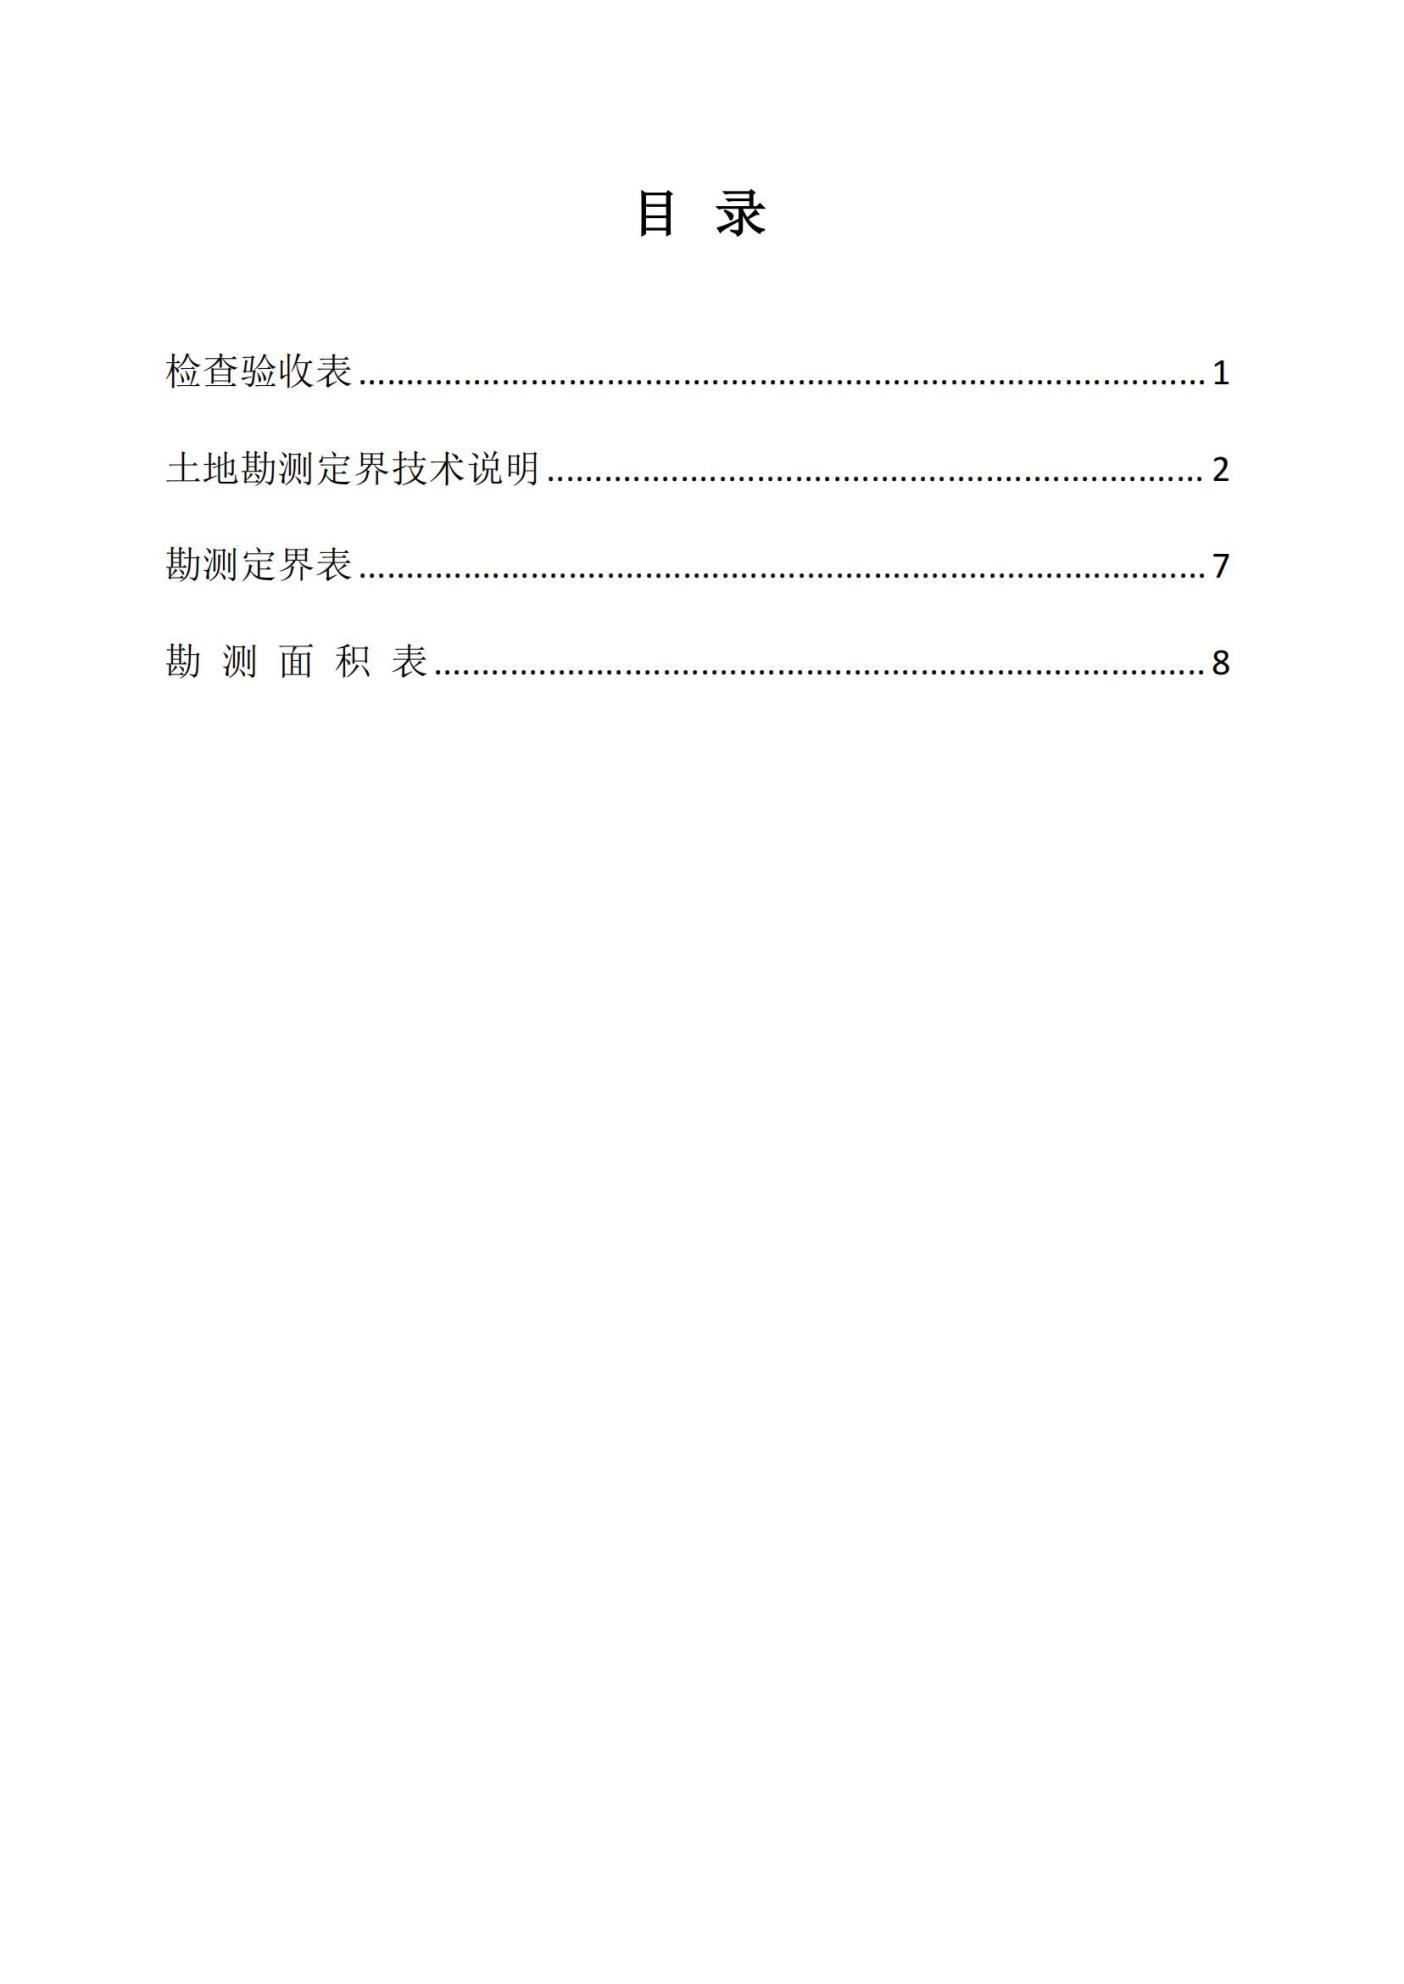 目 录
检查验收表........................................................................................1
土地勘测定界技术说明.................................................................... 2
勘测定界表........................................................................................7
勘 测 面 积 表................................................................................8